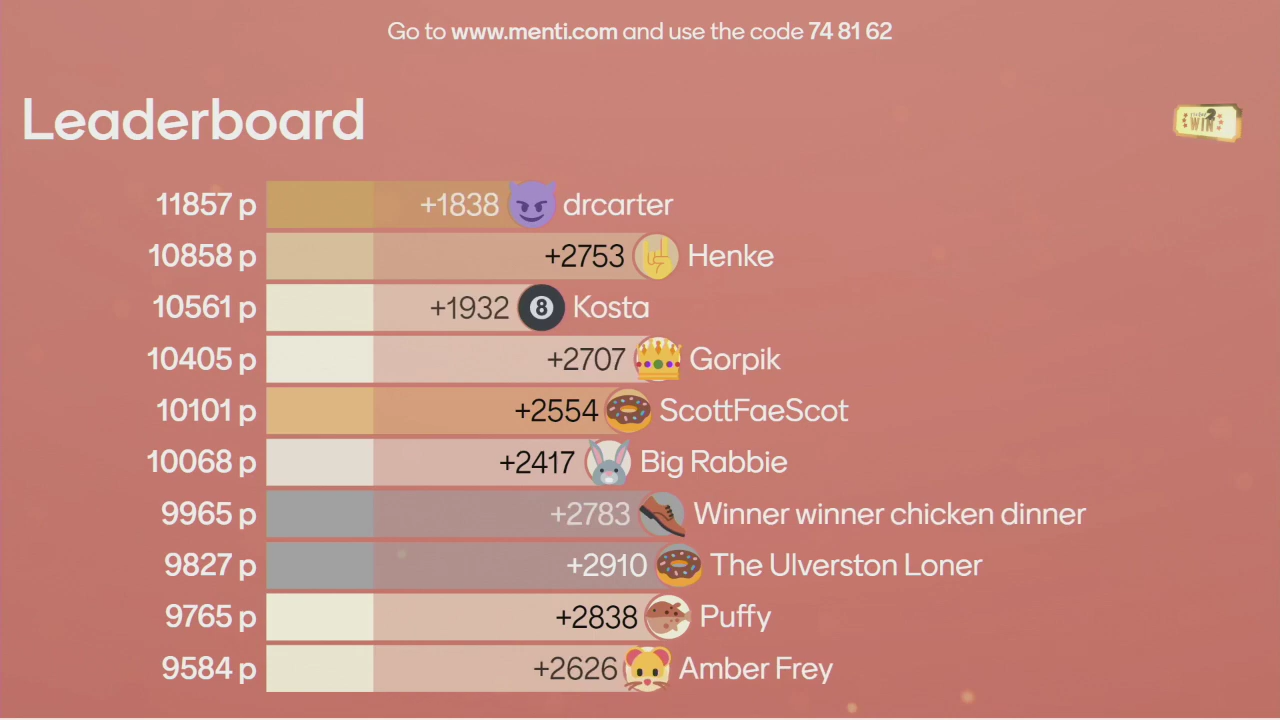 Go to www.menti.com and use the code 74 81 62
Leaderboard
WIN
11857 p +1838 drcarter
10858 p +2753 Henke
10561 p +1932 8 Kosta
10405 p +2707 Gorpik
10101 p +2554 ScottFaeScot
10068 p +2417 Big Rabbie
9965 p +2783 Winner winner chicken dinner
9827 p +2910 The Ulverston Loner
9765 p +2838 Puffy
9584 p +2626 Amber Frey